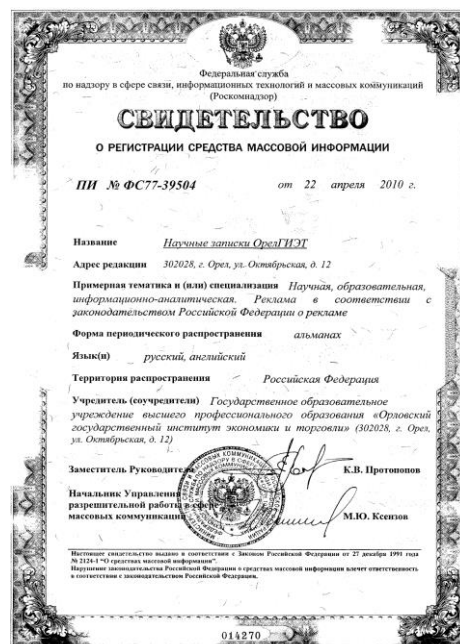 Федеральная служба
по надзору в сфере связи, информационных технологий и массовых коммуникаций
(Роскомнадзор)
СВИДЕТЕЛЬСТВО
О РЕГИСТРАЦИИ СРЕДСТВА МАССОВОЙ ИНФОРМАЦИИ
ПИ № ФС77-39504 от 22 апреля 2010 г.
Название Научные записки ОрелГИЭТ
Адрес редакции 302028, г. Орел, ул. Октябрьская, д. 12
Примерная тематика и (или) специализация Научная, образовательная,
информационно-аналитическая. Реклама в соответствии с
законодательством Российской Федерации о рекламе
Форма периодического распространения альманах
Язык(и) русский, английский
Территория распространения Российская Федерация
Учредитель (соучредители) Государственное образовательное
учреждение высшего профессионального образования «Орловский
государственный институт экономики и торговли» (302028, г. Орел,
ул. Октябрьская, д. 12)
Заместитель Руководителя К.В. Протопопов
Начальник Управления
разрешительной работы в сфере
массовых коммуникаций М.Ю. Ксензов
Настоящее свидетельство выдано в соответствии с Законом Российской Федерации от 27 декабря 1991 года
№ 2124-1 "О средствах массовой информации".
Нарушение законодательства Российской Федерации о средствах массовой информации влечет ответственность
в соответствии с законодательством Российской Федерации.
014270